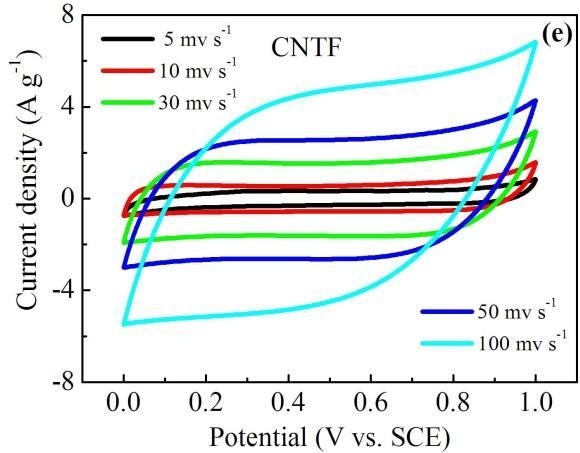 (e)
CNTF
5 mv s⁻¹
10 mv s⁻¹
30 mv s⁻¹
50 mv s⁻¹
100 mv s⁻¹
8
4
0
-4
-8
Current density (A g⁻¹)
0.0 0.2 0.4 0.6 0.8 1.0
Potential (V vs. SCE)